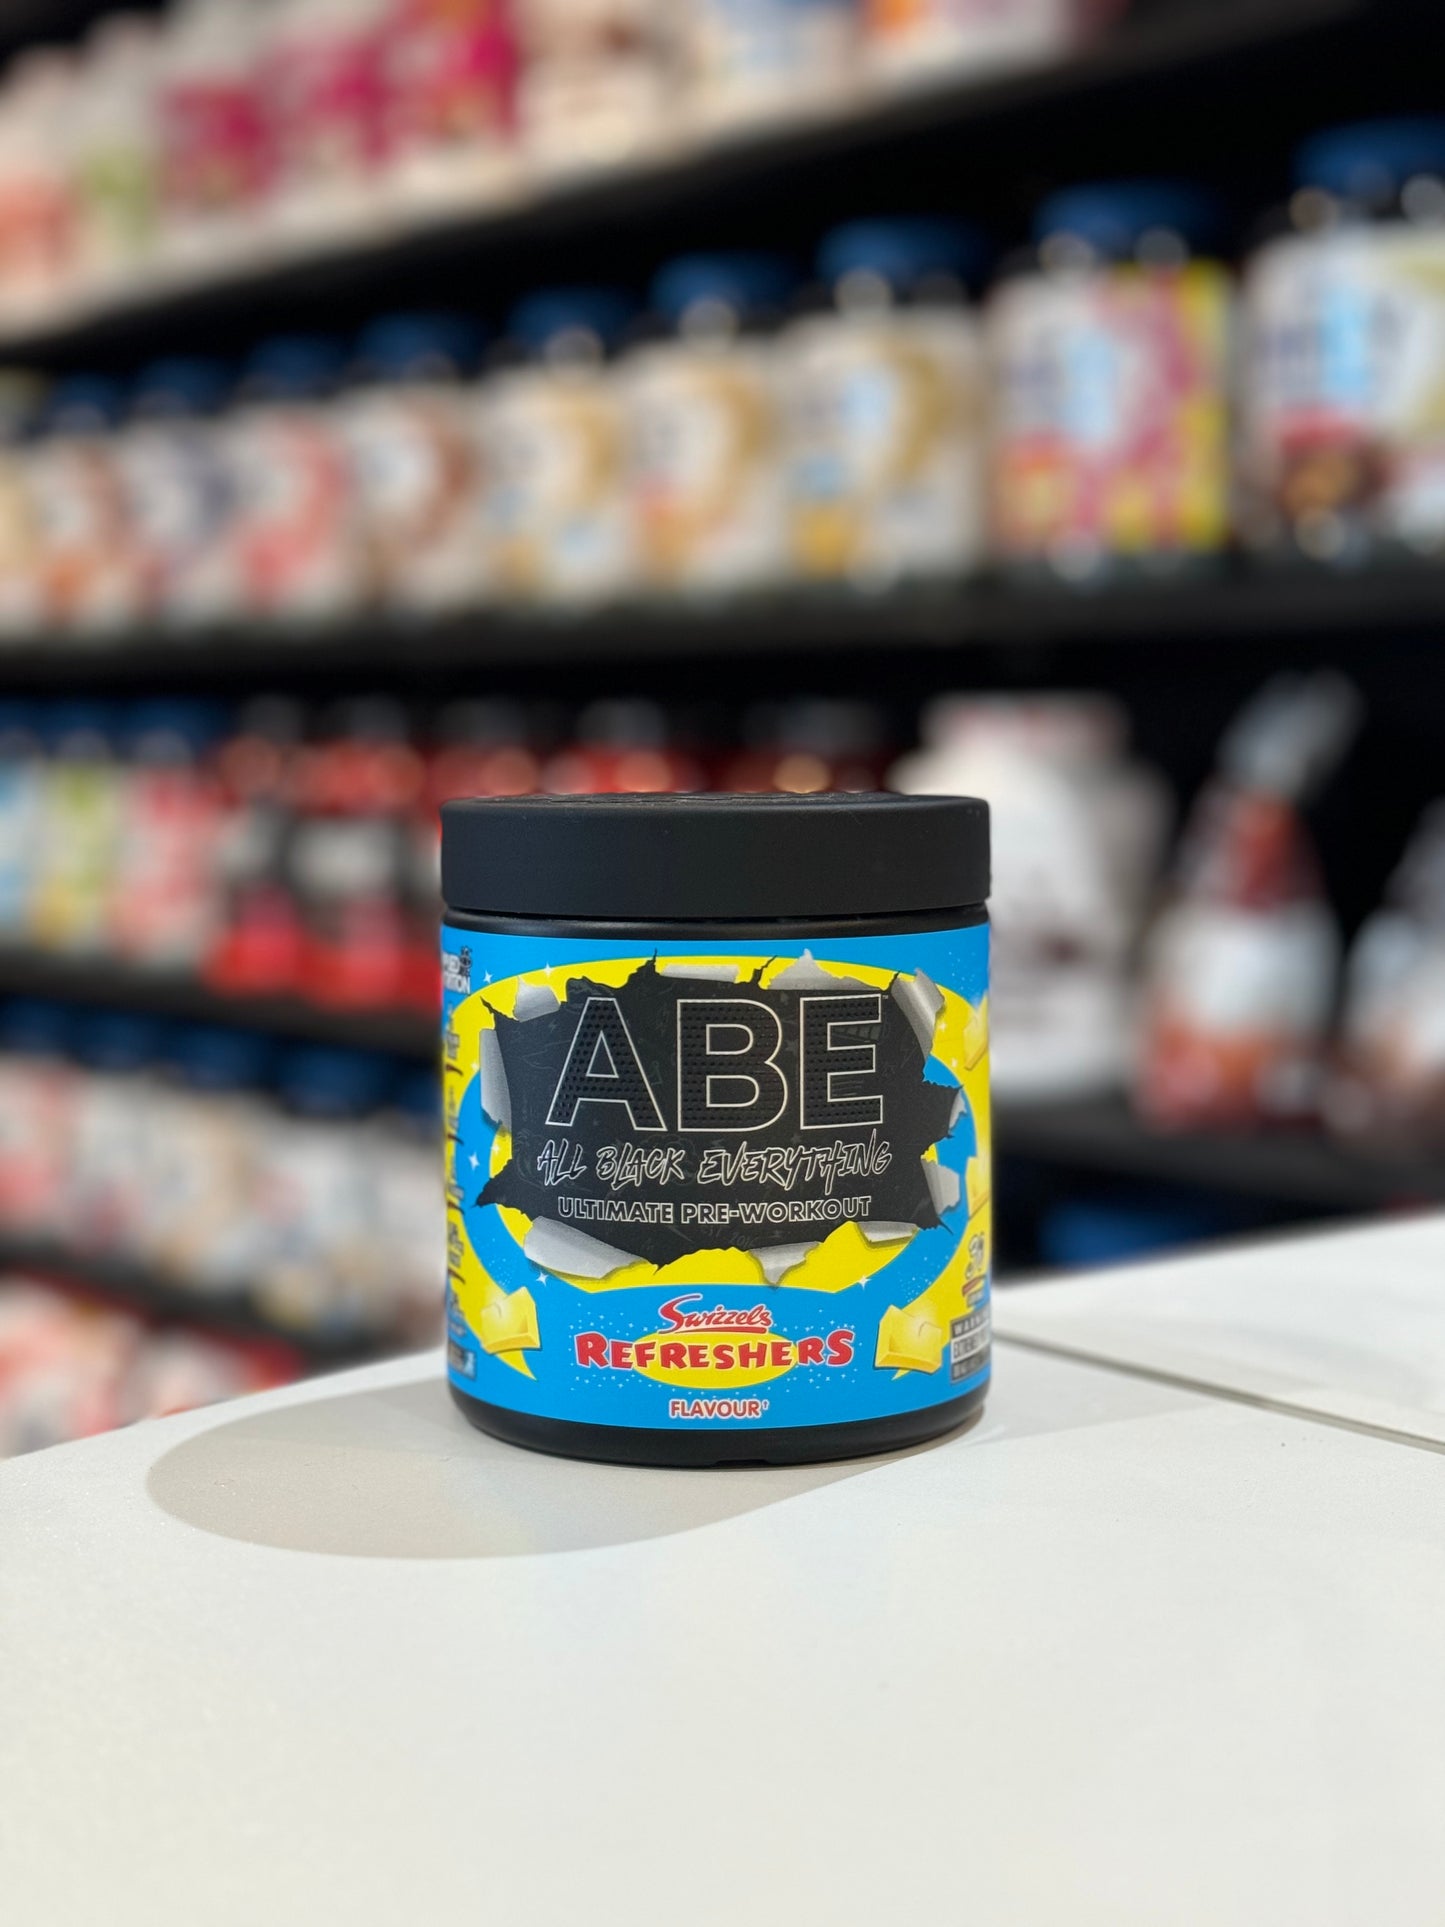 ABE
ALL BLACK EVERYTHING
ULTIMATE PRE-WORKOUT
Swizzels
REFRESHERS
FLAVOUR†